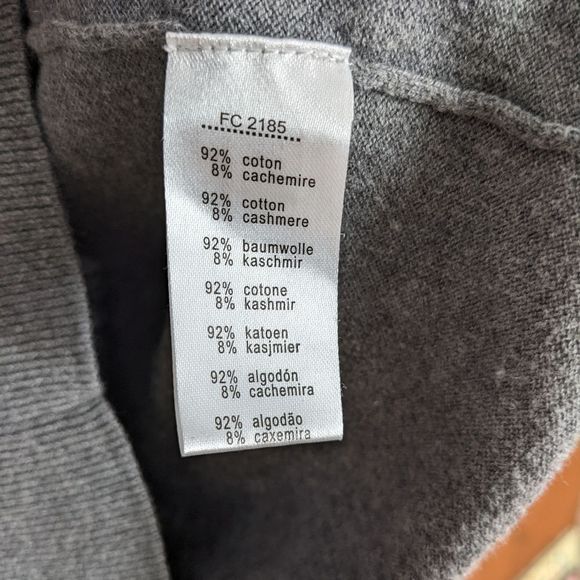 FC 2185
92% coton
8% cachemire
92% cotton
8% cashmere
92% baumwolle
8% kaschmir
92% cotone
8% kashmir
92% katoen
8% kasjmier
92% algodón
8% cachemira
92% algodão
8% caxemira